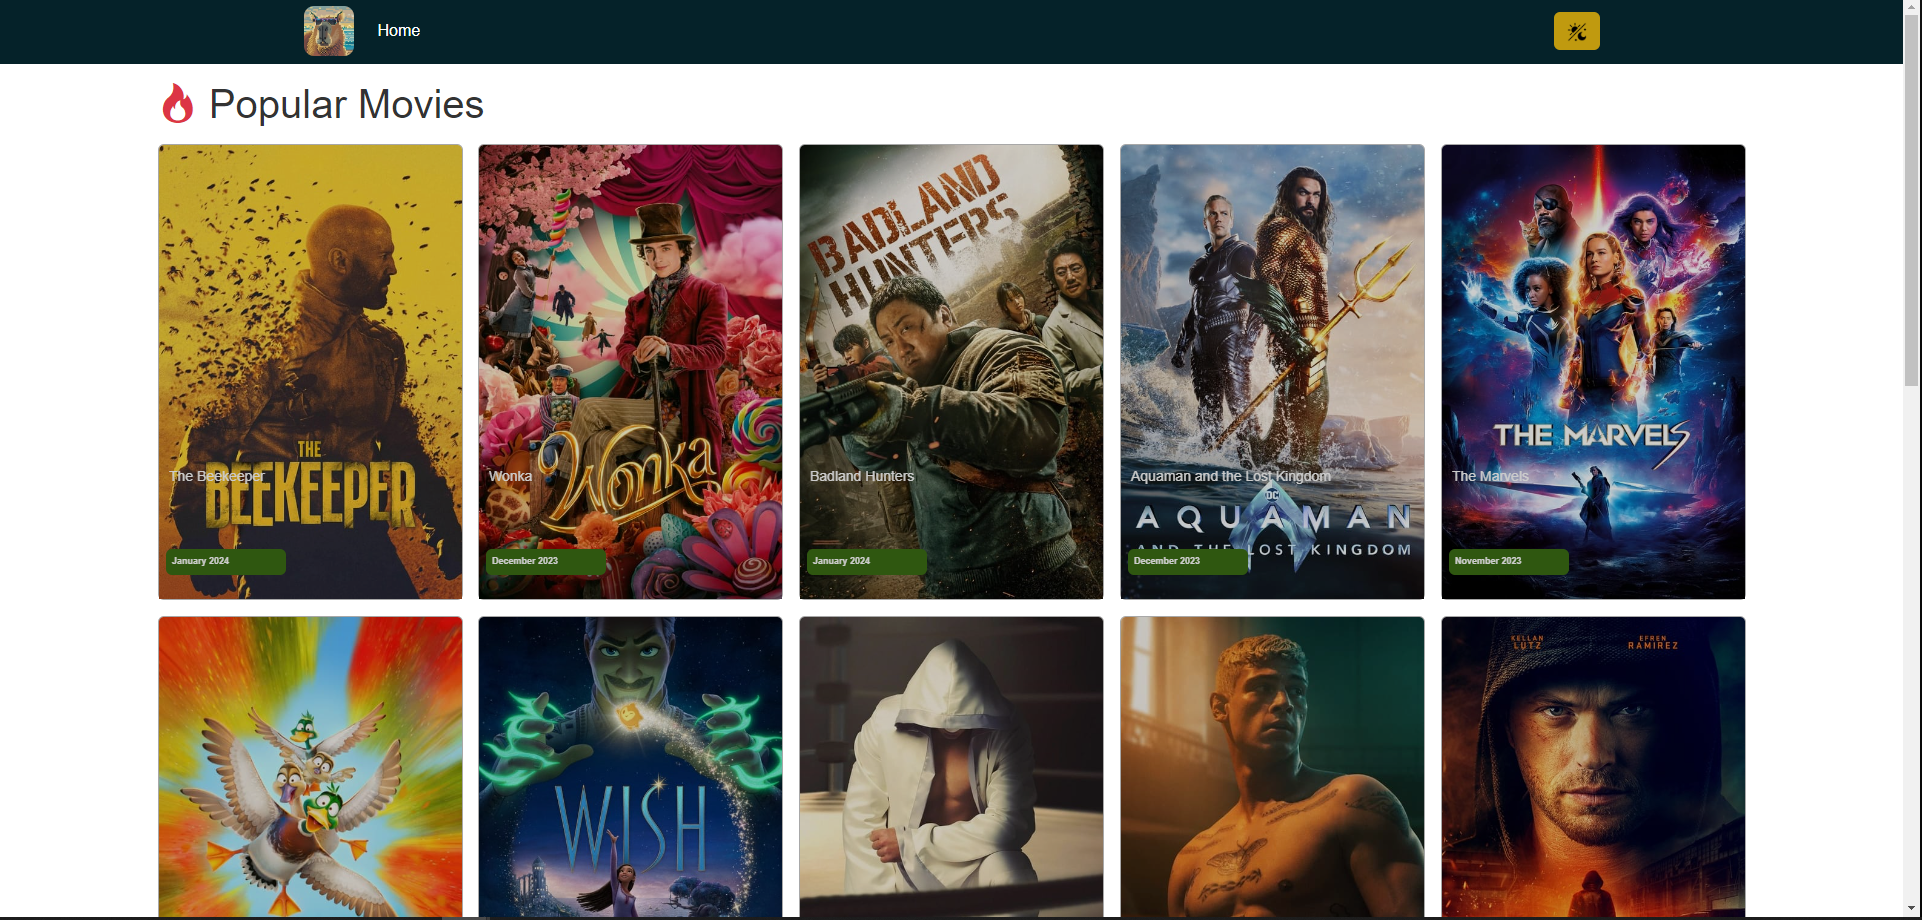 Home
Popular Movies
THE
BEEKEEPER
The Beekeeper
January 2024
Wonka
Wonka
December 2023
BADLAND
HUNTERS
Badland Hunters
January 2024
Aquaman and the Lost Kingdom
DC
AQUAMAN
AND THE LOST KINGDOM
December 2023
THE MARVELS
The Marvels
November 2023
WISH
KELLAN
LUTZ
EFREN
RAMIREZ